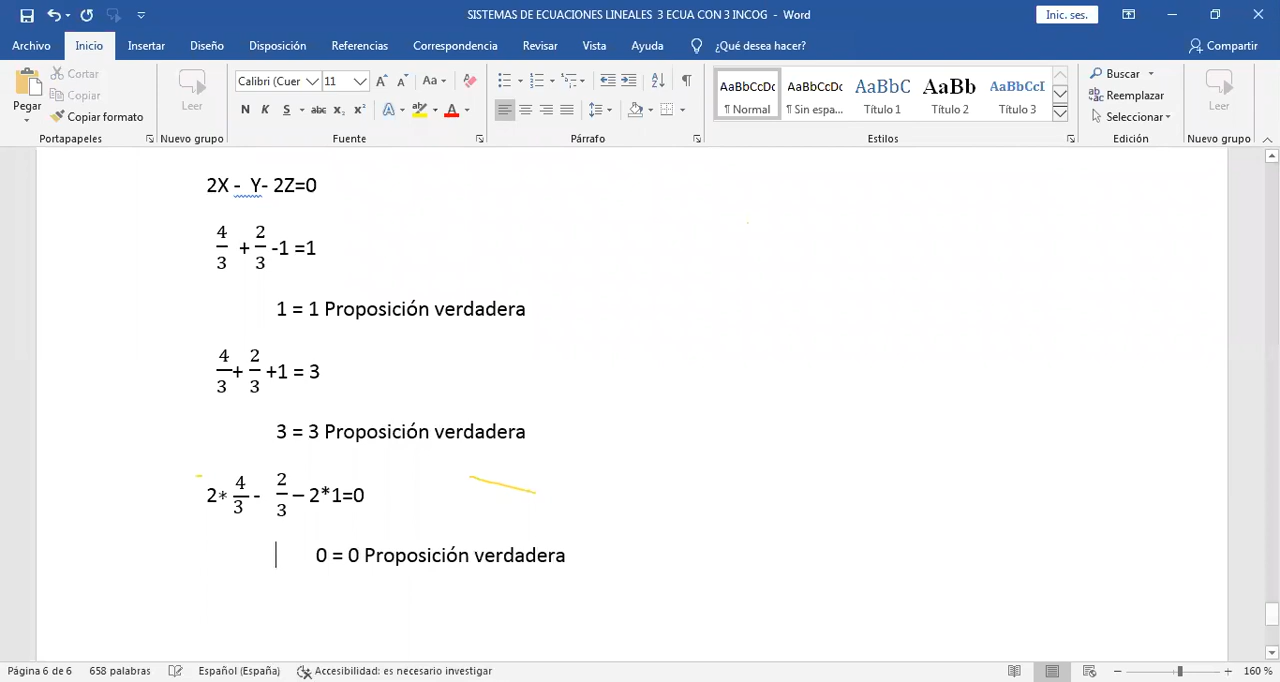 SISTEMAS DE ECUACIONES LINEALES 3 ECUA CON 3 INCOG - Word
Inic. ses.
Archivo Inicio Insertar Diseño Disposición Referencias Correspondencia Revisar Vista Ayuda ¿Qué desea hacer? Compartir
Pegar
Cortar
Copiar
Copiar formato
Portapapeles
Leer
Nuevo grupo
Calibri (Cuer 11
N K S abc x₂ x²
Fuente
Párrafo
AaBbCcDc AaBbCcDc AaBbC AaBb AaBbCcI
¶ Normal ¶ Sin espa... Título 1 Título 2 Título 3
Estilos
Buscar
Reemplazar
Seleccionar
Edición
Leer
Nuevo grupo
2X - Y- 2Z=0
4/3 + 2/3 -1 =1
1 = 1 Proposición verdadera
4/3 + 2/3 +1 = 3
3 = 3 Proposición verdadera
2* 4/3 - 2/3 – 2*1=0
0 = 0 Proposición verdadera
Página 6 de 6 658 palabras Español (España) Accesibilidad: es necesario investigar 160 %